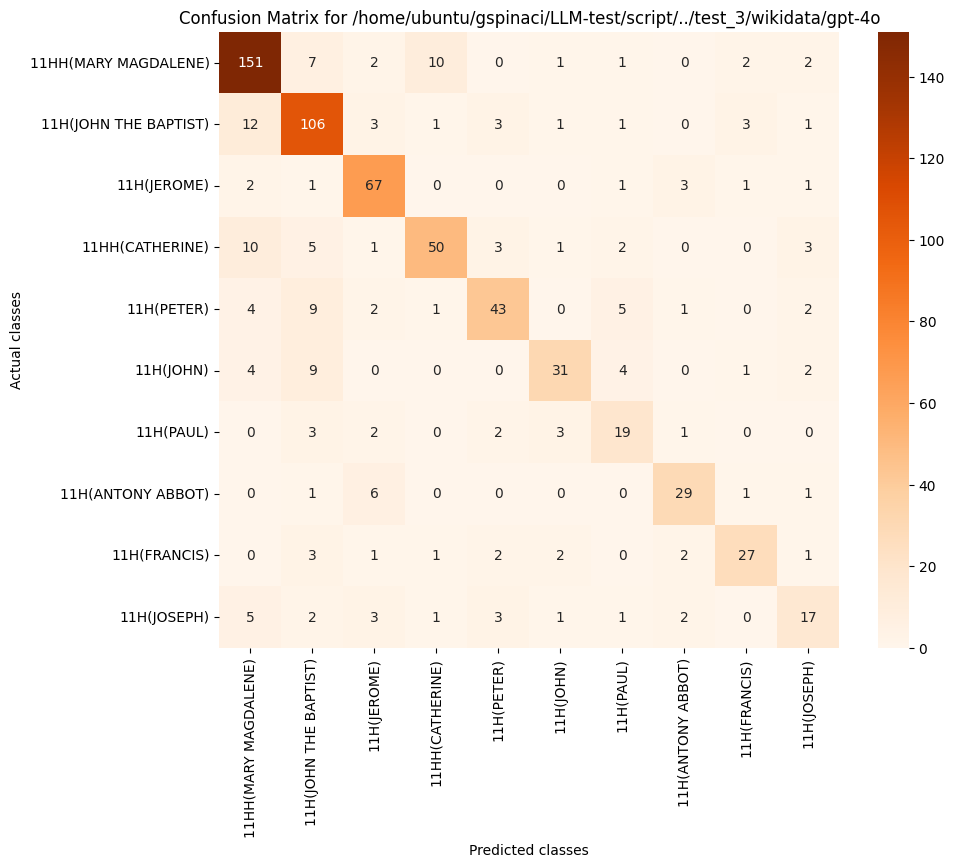 Confusion Matrix for /home/ubuntu/gspinaci/LLM-test/script/../test_3/wikidata/gpt-4o
11HH(MARY MAGDALENE) 151 7 2 10 0 1 1 0 2 2
11H(JOHN THE BAPTIST) 12 106 3 1 3 1 1 0 3 1
11H(JEROME) 2 1 67 0 0 0 1 3 1 1
11HH(CATHERINE) 10 5 1 50 3 1 2 0 0 3
11H(PETER) 4 9 2 1 43 0 5 1 0 2
11H(JOHN) 4 9 0 0 0 31 4 0 1 2
11H(PAUL) 0 3 2 0 2 3 19 1 0 0
11H(ANTONY ABBOT) 0 1 6 0 0 0 0 29 1 1
11H(FRANCIS) 0 3 1 1 2 2 0 2 27 1
11H(JOSEPH) 5 2 3 1 3 1 1 2 0 17
Actual classes
11HH(MARY MAGDALENE)
11H(JOHN THE BAPTIST)
11H(JEROME)
11HH(CATHERINE)
11H(PETER)
11H(JOHN)
11H(PAUL)
11H(ANTONY ABBOT)
11H(FRANCIS)
11H(JOSEPH)
Predicted classes
140
120
100
80
60
40
20
0